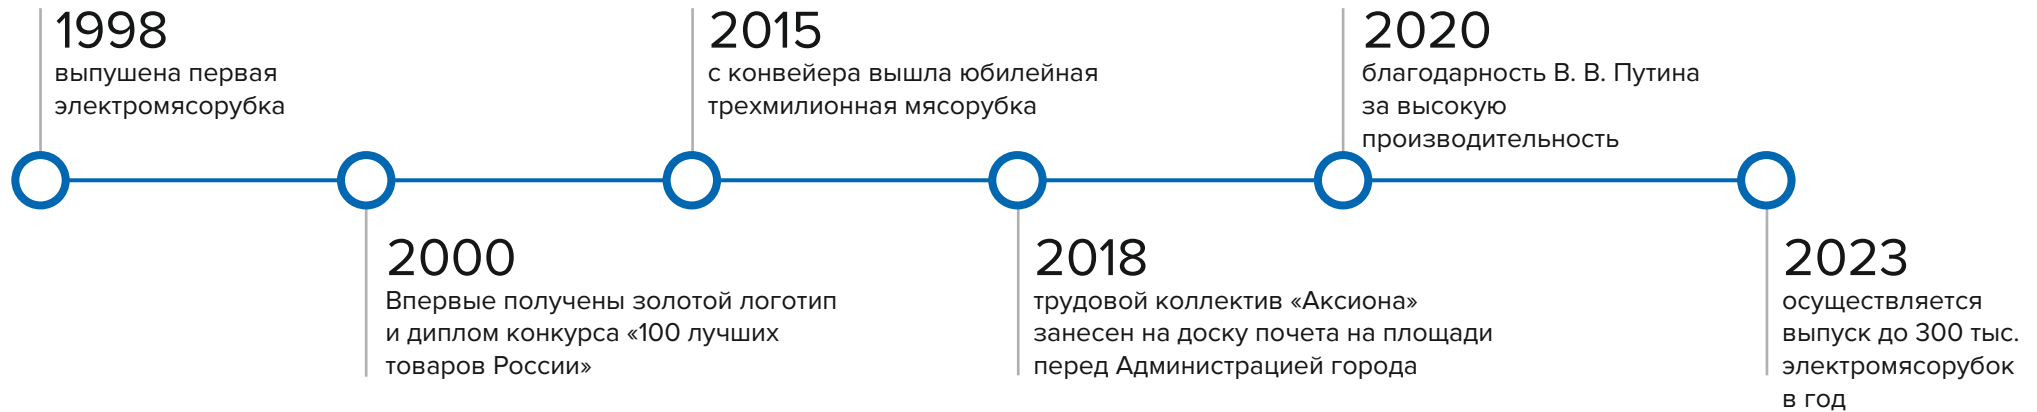 1998
выпушена первая
электромясорубка
2000
Впервые получены золотой логотип
и диплом конкурса «100 лучших
товаров России»
2015
с конвейера вышла юбилейная
трехмилионная мясорубка
2018
трудовой коллектив «Аксиона»
занесен на доску почета на площади
перед Администрацией города
2020
благодарность В. В. Путина
за высокую
производительность
2023
осуществляется
выпуск до 300 тыс.
электромясорубок
в год